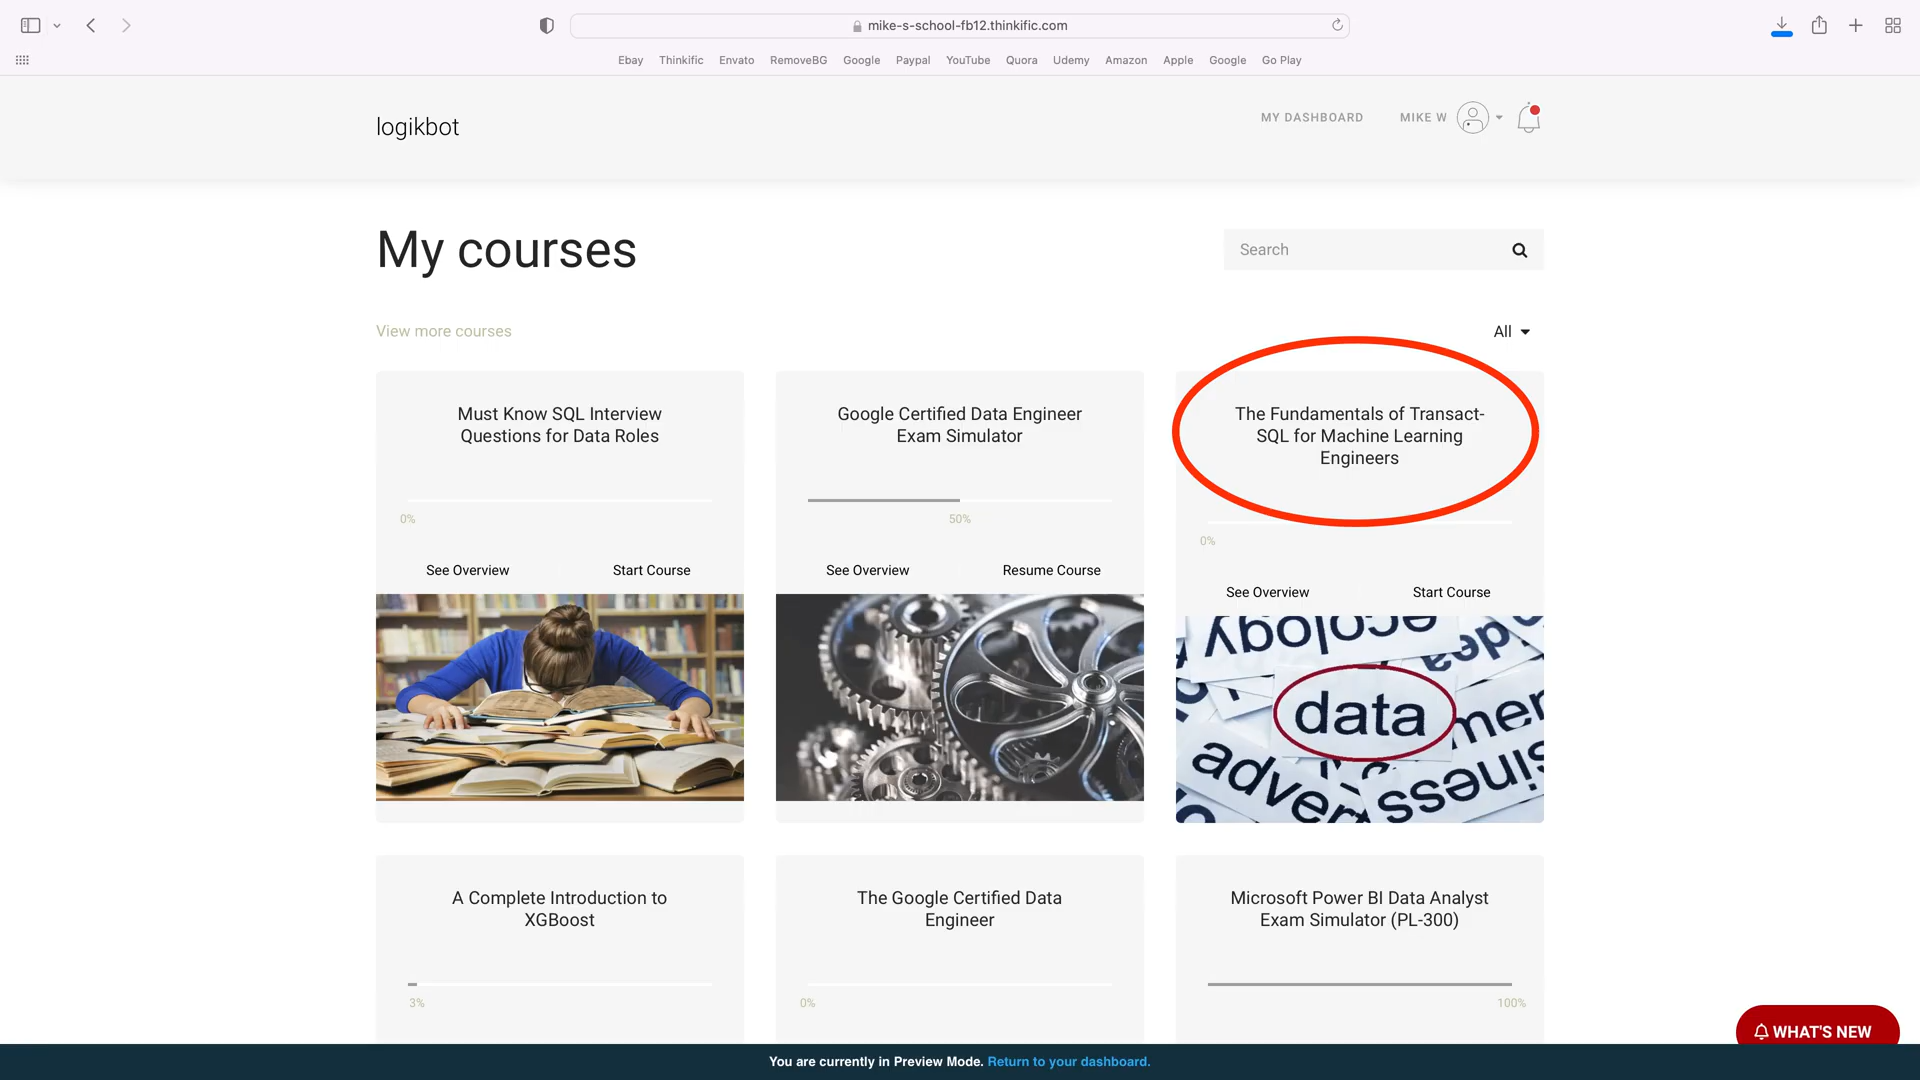 mike-s-school-fb12.thinkific.com
Ebay Thinkific Envato RemoveBG Google Paypal YouTube Quora Udemy Amazon Apple Google Go Play
logikbot
MY DASHBOARD MIKE W
My courses
Search
View more courses
All
Must Know SQL Interview
Questions for Data Roles
0%
See Overview Start Course
Google Certified Data Engineer
Exam Simulator
50%
See Overview Resume Course
The Fundamentals of Transact-
SQL for Machine Learning
Engineers
0%
See Overview Start Course
data
A Complete Introduction to
XGBoost
3%
The Google Certified Data
Engineer
0%
Microsoft Power BI Data Analyst
Exam Simulator (PL-300)
100%
WHAT'S NEW
You are currently in Preview Mode. Return to your dashboard.